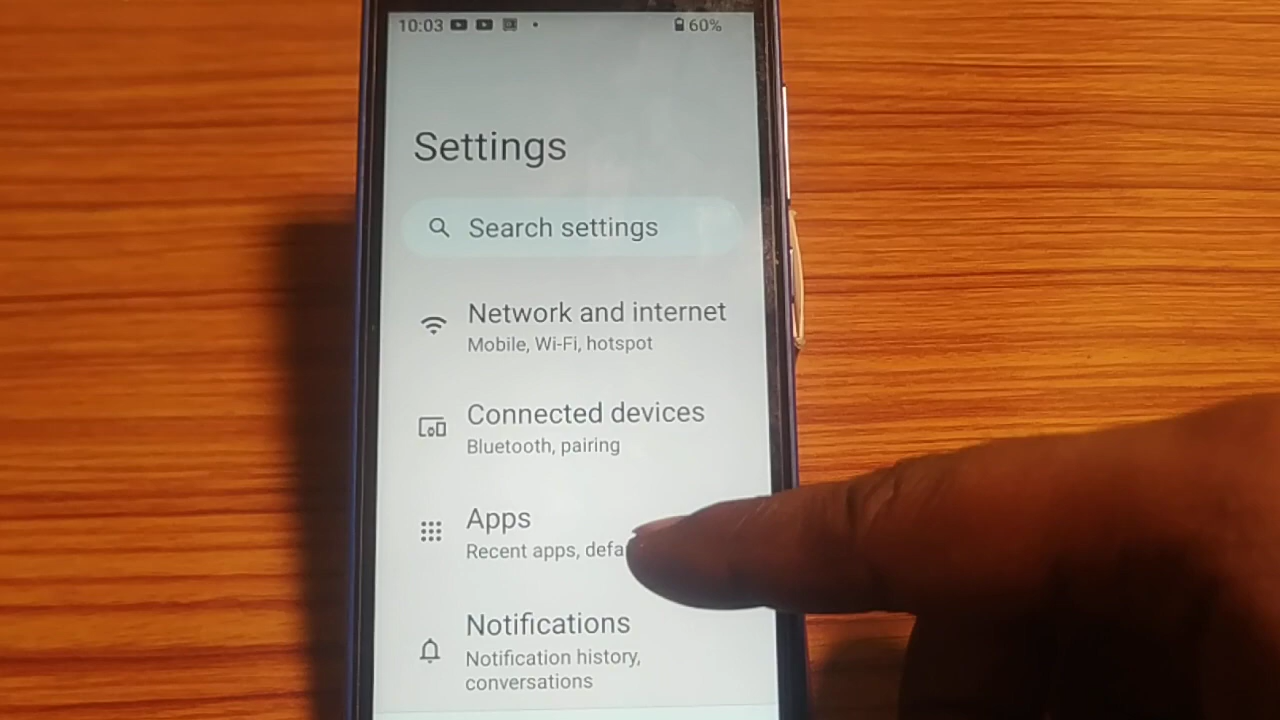 10:03 60%
Settings
Search settings
Network and internet
Mobile, Wi-Fi, hotspot
Connected devices
Bluetooth, pairing
Apps
Recent apps, defa
Notifications
Notification history,
conversations